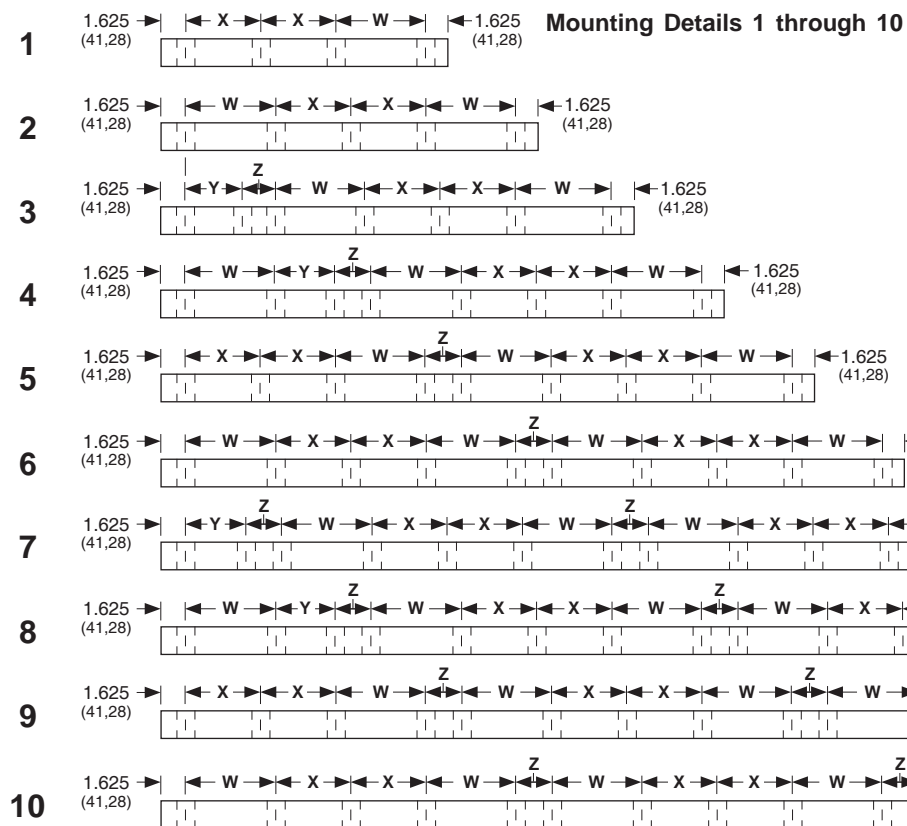 Mounting Details 1 through 10
1 1.625 X X W 1.625
(41,28) (41,28)
2 1.625 W X X W 1.625
(41,28) (41,28)
Z
3 1.625 Y W X X W 1.625
(41,28) (41,28)
Z
4 1.625 W Y W X X W 1.625
(41,28) (41,28)
Z
5 1.625 X X W W X X W 1.625
(41,28) (41,28)
Z
6 1.625 W X X W W X X W
(41,28)
Z Z
7 1.625 Y W X X W W X X
(41,28)
Z Z
8 1.625 W Y W X X W W X
(41,28)
Z Z
9 1.625 X X W W X X W W
(41,28)
Z Z
10 1.625 W X X W W X X W
(41,28)